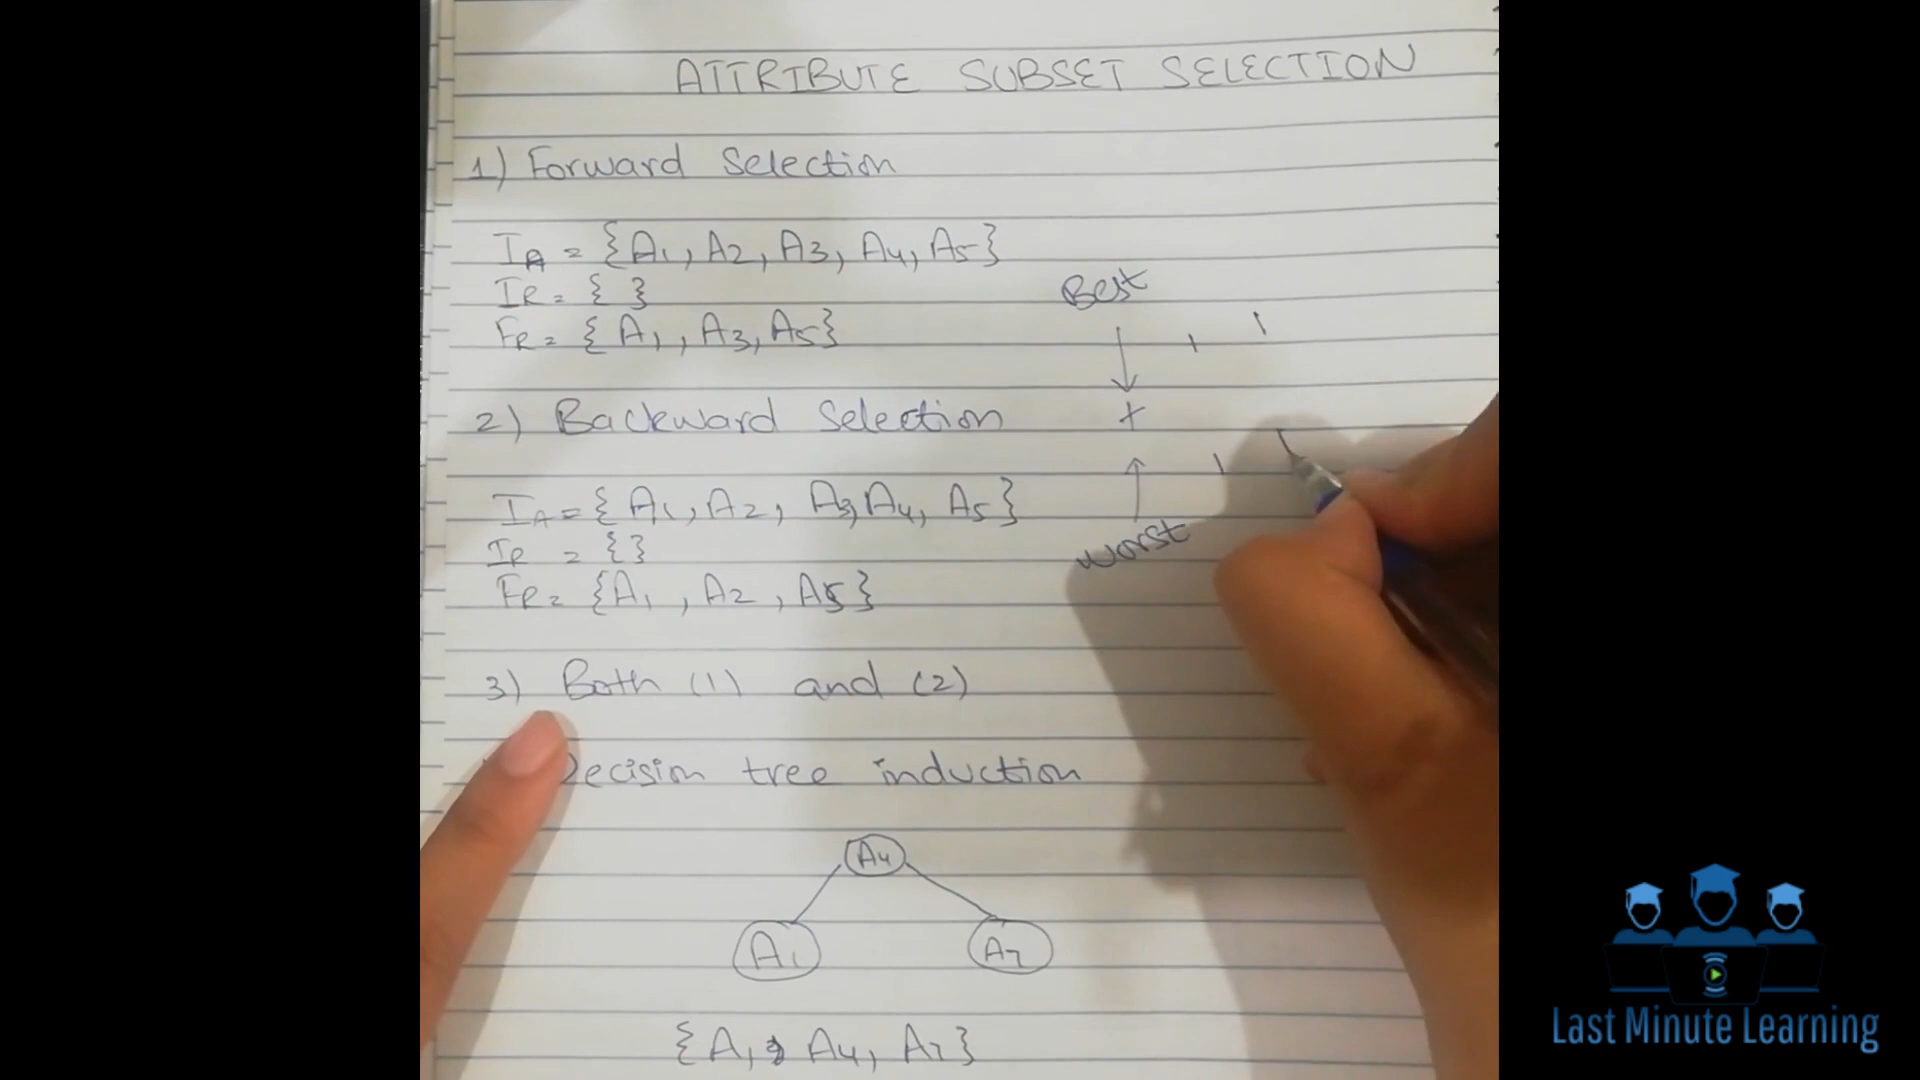 ATTRIBUTE SUBSET SELECTION
1) Forward Selection
IA = {A1, A2, A3, A4, A5}
IR = { }
FR = { A1, A3, A5}
Best
2) Backward Selection
+
IA = {A1, A2, A3, A4, A5}
IR = {}
FR = {A1, A2, A5}
worst
3) Both (1) and (2)
Decision tree induction
A4
A1
A7
{A1, A4, A7}
Last Minute Learning